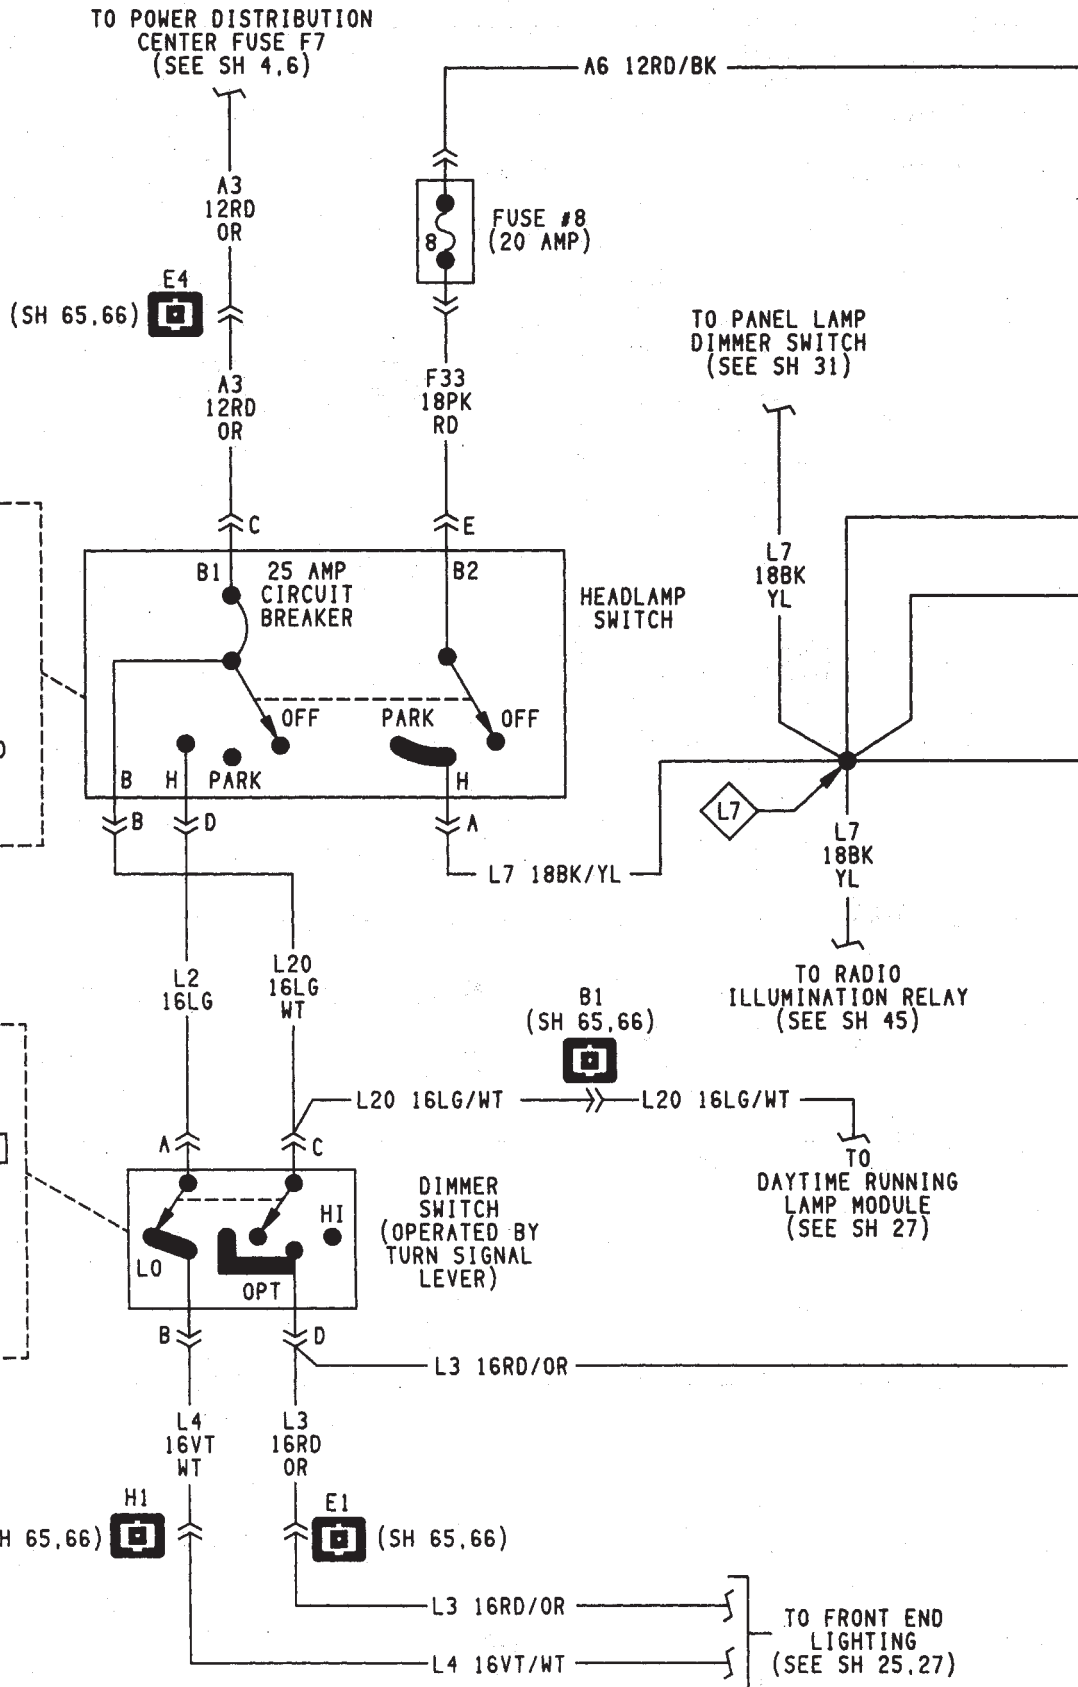 TO POWER DISTRIBUTION
CENTER FUSE F7
(SEE SH 4,6)
A6 12RD/BK
A3
12RD
OR
FUSE #8
(20 AMP)
8
E4
(SH 65,66)
TO PANEL LAMP
DIMMER SWITCH
(SEE SH 31)
A3
12RD
OR
F33
18PK
RD
C
E
L7
18BK
YL
B1
25 AMP
CIRCUIT
BREAKER
B2
HEADLAMP
SWITCH
OFF
PARK
OFF
B
H
PARK
H
B
D
A
L7
L7
18BK
YL
L7 18BK/YL
L2
16LG
L20
16LG
WT
TO RADIO
ILLUMINATION RELAY
(SEE SH 45)
B1
(SH 65,66)
L20 16LG/WT
L20 16LG/WT
A
C
TO
DAYTIME RUNNING
LAMP MODULE
(SEE SH 27)
DIMMER
SWITCH
(OPERATED BY
TURN SIGNAL
LEVER)
HI
LO
OPT
B
D
L3 16RD/OR
L4
16VT
WT
L3
16RD
OR
H1
H 65,66)
E1
(SH 65,66)
L3 16RD/OR
TO FRONT END
LIGHTING
(SEE SH 25,27)
L4 16VT/WT